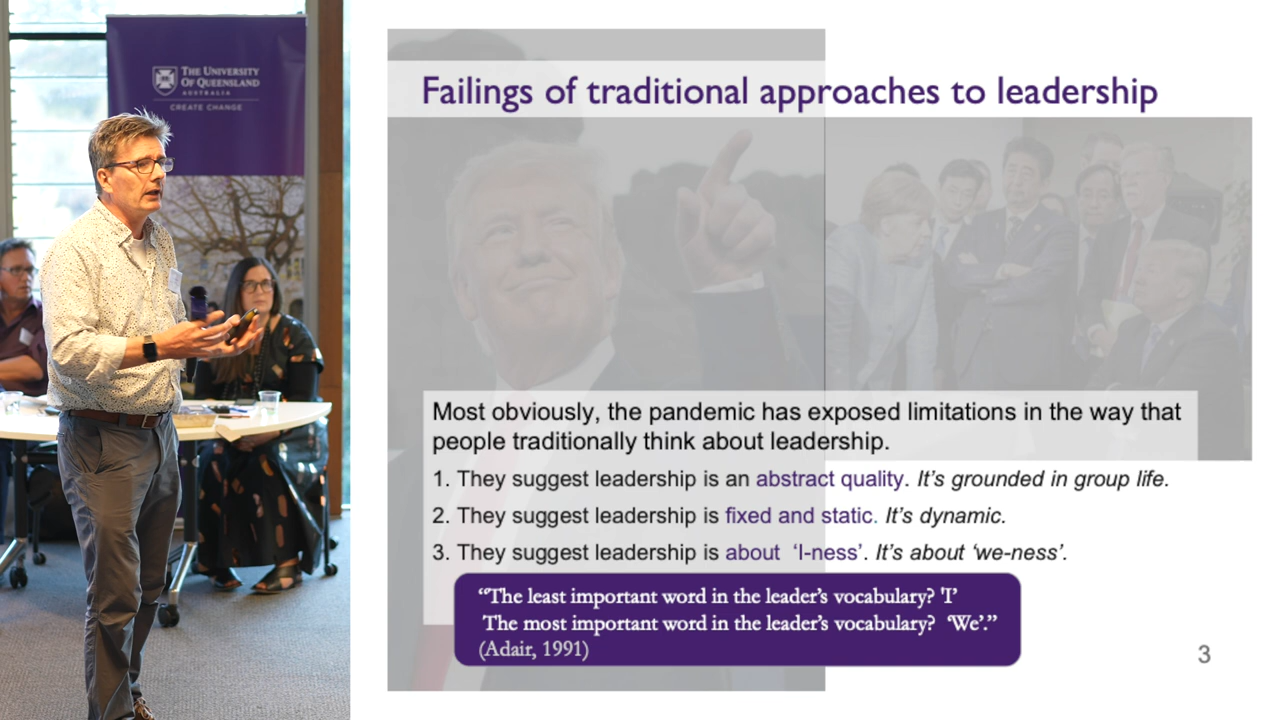 THE UNIVERSITY
OF QUEENSLAND
AUSTRALIA
CREATE CHANGE
Failings of traditional approaches to leadership
Most obviously, the pandemic has exposed limitations in the way that
people traditionally think about leadership.
1. They suggest leadership is an abstract quality. It’s grounded in group life.
2. They suggest leadership is fixed and static. It’s dynamic.
3. They suggest leadership is about ‘I-ness’. It’s about ‘we-ness’.
“The least important word in the leader’s vocabulary? 'I’
The most important word in the leader’s vocabulary? ‘We’.”
(Adair, 1991)
3